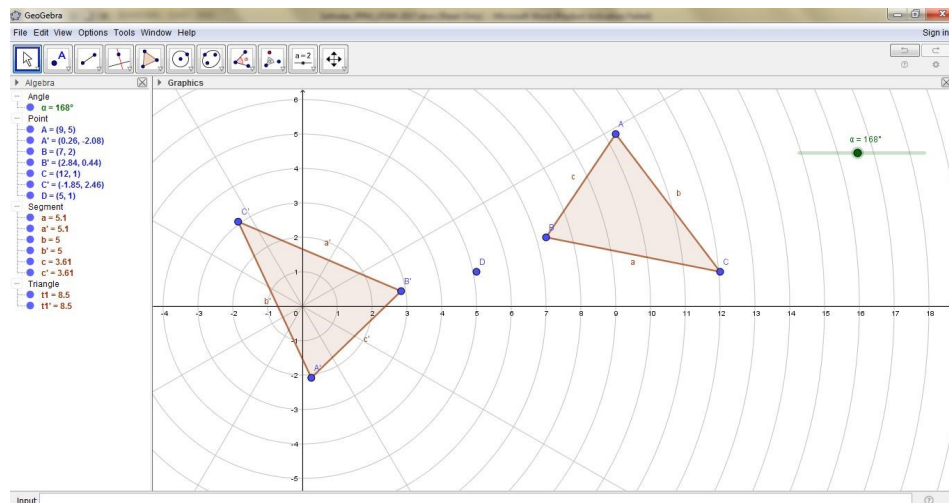 GeoGebra
File Edit View Options Tools Window Help
Sign in
a=2
Algebra
Graphics
Angle
α = 168°
Point
A = (9, 5)
A' = (0.26, -2.08)
B = (7, 2)
B' = (2.84, 0.44)
C = (12, 1)
C' = (-1.85, 2.46)
D = (5, 1)
Segment
a = 5.1
a' = 5.1
b = 5
b' = 5
c = 3.61
c' = 3.61
Triangle
t1 = 8.5
t1' = 8.5
6
5
4
3
2
1
-1
-2
-3
-4
-5
-4 -3 -2 -1 0 1 2 3 4 5 6 7 8 9 10 11 12 13 14 15 16 17 18
A
c
b
B
a
C
D
C'
a'
B'
b'
c'
A'
α = 168°
Input: